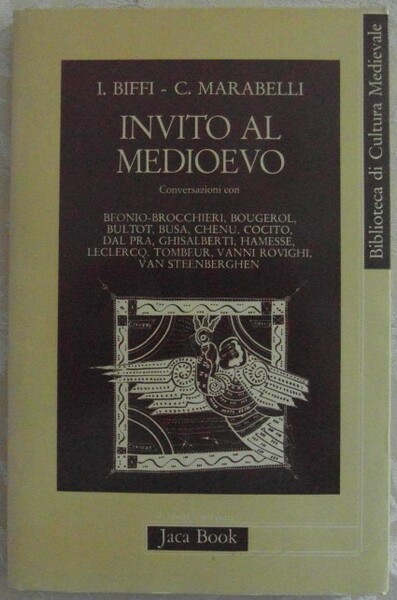 I. BIFFI - C. MARABELLI
INVITO AL
MEDIOEVO
Conversazioni con
BEONIO-BROCCHIERI, BOUGEROL,
BULTOT, BUSA, CHENU, COCITO,
DAL PRA, GHISALBERTI, HAMESSE,
LECLERCQ, TOMBEUR, VANNI ROVIGHI,
VAN STEENBERGHEN
Jaca Book
Biblioteca di Cultura Medievale